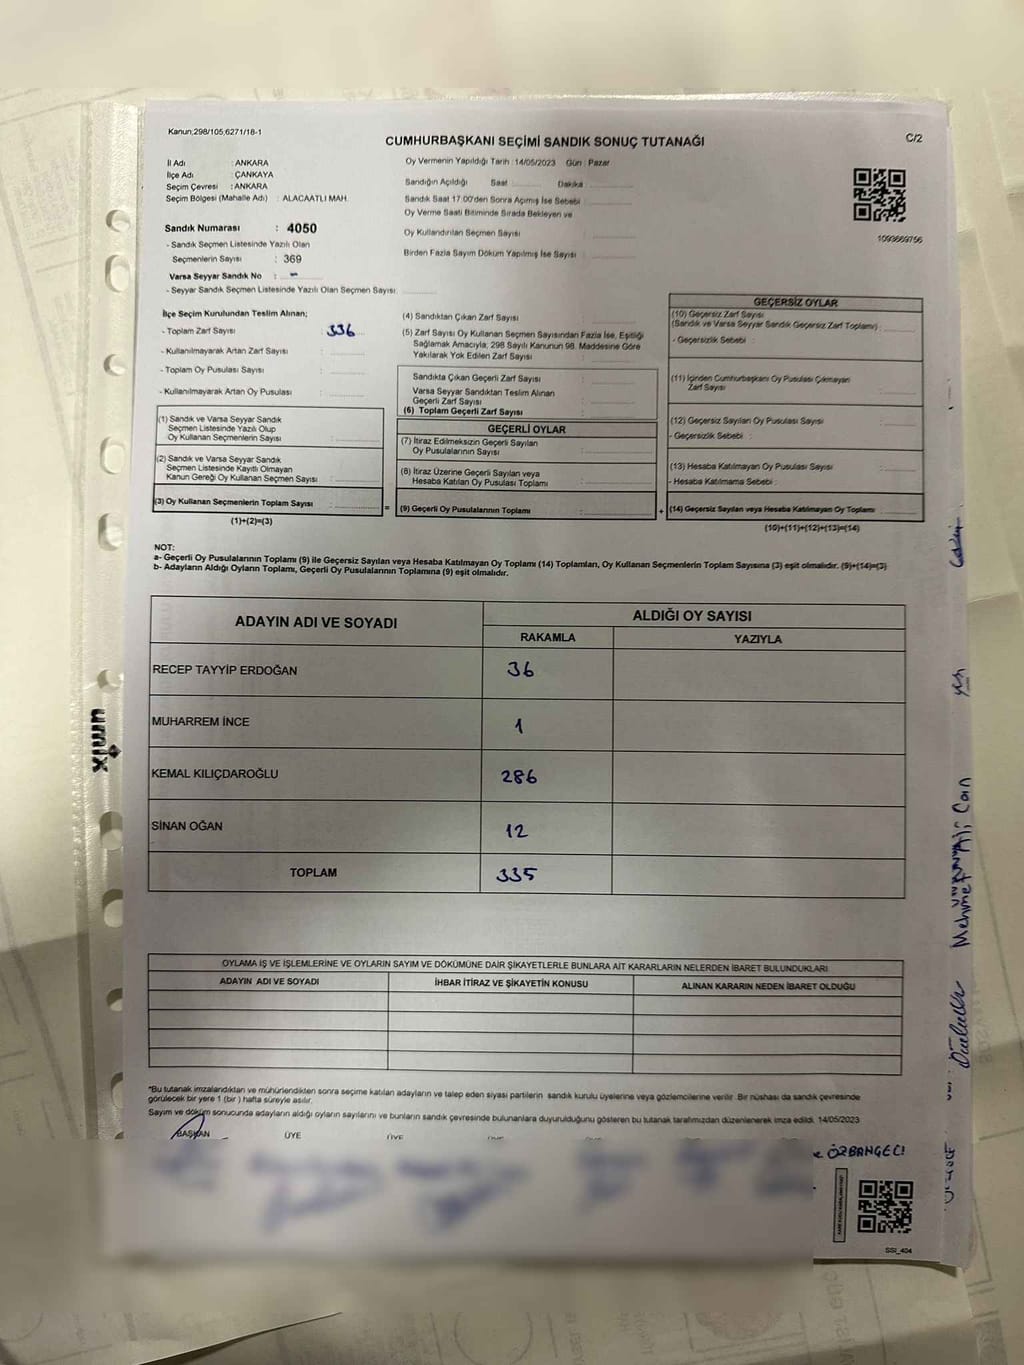 Kanun;298/105,6271/18-1
CUMHURBAŞKANI SEÇİMİ SANDIK SONUÇ TUTANAĞI
C/2
İl Adı : ANKARA
İlçe Adı : ÇANKAYA
Seçim Çevresi : ANKARA
Seçim Bölgesi (Mahalle Adı) : ALACAATLI MAH.
Oy Vermenin Yapıldığı Tarih : 14/05/2023 Gün : Pazar
Sandığın Açıldığı Saat Dakika :
Sandık Saat 17.00'den Sonra Açımış İse Sebebi :
Oy Verme Saati Bitiminde Sırada Bekleyen ve
Oy Kullandırılan Seçmen Sayısı
Birden Fazla Sayım Döküm Yapılmış İse Sayısı :
1093669756
Sandık Numarası : 4050
- Sandık Seçmen Listesinde Yazılı Olan
Seçmenlerin Sayısı : 369
Varsa Seyyar Sandık No : -
- Seyyar Sandık Seçmen Listesinde Yazılı Olan Seçmen Sayısı:
İlçe Seçim Kurulundan Teslim Alınan;
- Toplam Zarf Sayısı 336
- Kullanılmayarak Artan Zarf Sayısı :
- Toplam Oy Pusulası Sayısı :
- Kullanılmayarak Artan Oy Pusulası :
(1) Sandık ve Varsa Seyyar Sandık
Seçmen Listesinde Yazılı Olup
Oy Kullanan Seçmenlerin Sayısı :
(2) Sandık ve Varsa Seyyar Sandık
Seçmen Listesinde Kayıtlı Olmayan
Kanun Gereği Oy Kullanan Seçmen Sayısı :
(3) Oy Kullanan Seçmenlerin Toplam Sayısı :
(1)+(2)=(3)
(4) Sandıktan Çıkan Zarf Sayısı :
(5) Zarf Sayısı Oy Kullanan Seçmen Sayısından Fazla İse, Eşitliği
Sağlamak Amacıyla; 298 Sayılı Kanunun 98. Maddesine Göre
Yakılarak Yok Edilen Zarf Sayısı :
Sandıkta Çıkan Geçerli Zarf Sayısı :
Varsa Seyyar Sandıktan Teslim Alınan
Geçerli Zarf Sayısı :
(6) Toplam Geçerli Zarf Sayısı :
GEÇERLİ OYLAR
(7) İtiraz Edilmeksizin Geçerli Sayılan
Oy Pusulalarının Sayısı :
(8) İtiraz Üzerine Geçerli Sayılan veya
Hesaba Katılan Oy Pusulası Toplamı :
= (9) Geçerli Oy Pusulalarının Toplamı :
GEÇERSİZ OYLAR
(10) Geçersiz Zarf Sayısı
(Sandık ve Varsa Seyyar Sandık Geçersiz Zarf Toplamı) :
- Geçersizlik Sebebi :
(11) İçinden Cumhurbaşkanı Oy Pusulası Çıkmayan
Zarf Sayısı :
(12) Geçersiz Sayılan Oy Pusulası Sayısı :
- Geçersizlik Sebebi :
(13) Hesaba Katılmayan Oy Pusulası Sayısı :
- Hesaba Katılmama Sebebi :
+ (14) Geçersiz Sayılan veya Hesaba Katılmayan Oy Toplamı :
(10)+(11)+(12)+(13)=(14)
NOT:
a- Geçerli Oy Pusulalarının Toplamı (9) ile Geçersiz Sayılan veya Hesaba Katılmayan Oy Toplamı (14) Toplamları, Oy Kullanan Seçmenlerin Toplam Sayısına (3) eşit olmalıdır. (9)+(14)=(3)
b- Adayların Aldığı Oyların Toplamı, Geçerli Oy Pusulalarının Toplamına (9) eşit olmalıdır.
ADAYIN ADI VE SOYADI
ALDIĞI OY SAYISI
RAKAMLA YAZIYLA
RECEP TAYYİP ERDOĞAN 36
MUHARREM İNCE 1
KEMAL KILIÇDAROĞLU 286
SİNAN OĞAN 12
TOPLAM 335
OYLAMA İŞ VE İŞLEMLERİNE VE OYLARIN SAYIM VE DÖKÜMÜNE DAİR ŞİKAYETLERLE BUNLARA AİT KARARLARIN NELERDEN İBARET BULUNDUKLARI
ADAYIN ADI VE SOYADI İHBAR İTİRAZ VE ŞİKAYETİN KONUSU ALINAN KARARIN NEDEN İBARET OLDUĞU
*Bu tutanak imzalandıktan ve mühürlendikten sonra seçime katılan adayların ve talep eden siyasi partilerin sandık kurulu üyelerine veya gözlemcilerine verilir. Bir nüshası da sandık çevresinde
görülecek bir yere 1 (bir) hafta süreyle asılır.
Sayım ve döküm sonucunda adayların aldığı oyların sayılarını ve bunların sandık çevresinde bulunanlara duyurulduğunu gösteren bu tutanak tarafımızdan düzenlenerek imza edildi. 14/05/2023
BAŞKAN ÜYE ÜYE
ÖZBANGECİ
SSI_404
umix
Mehmet Ali Can